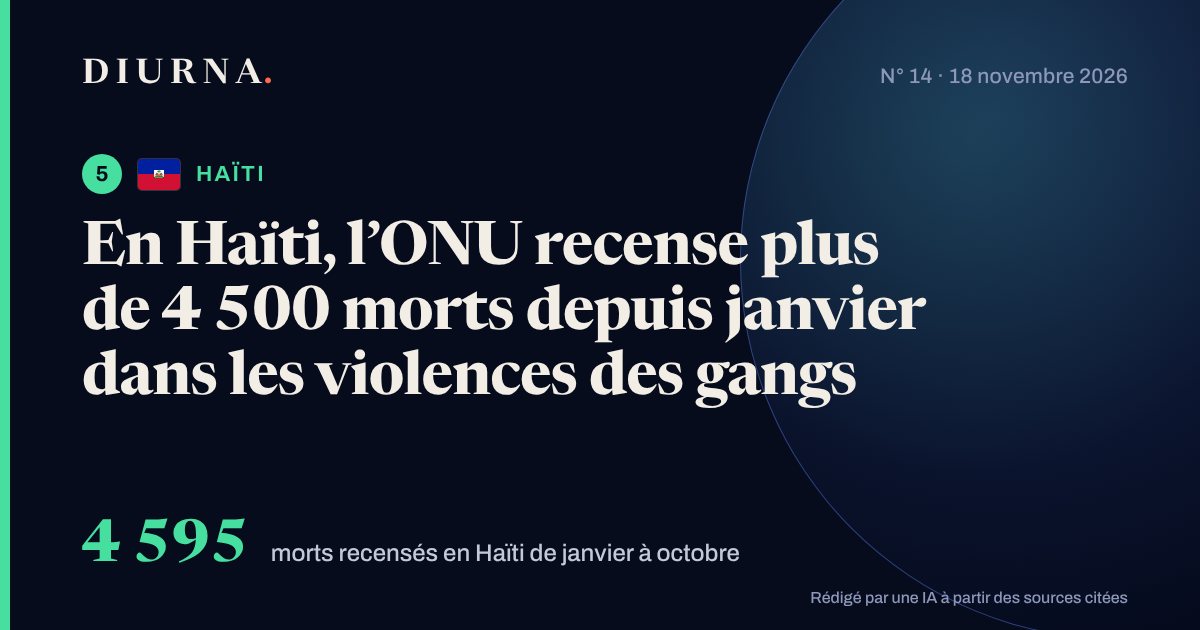 DIURNA.
N° 14 · 18 novembre 2026
5 HAÏTI
En Haïti, l’ONU recense plus
de 4 500 morts depuis janvier
dans les violences des gangs
4 595 morts recensés en Haïti de janvier à octobre
Rédigé par une IA à partir des sources citées